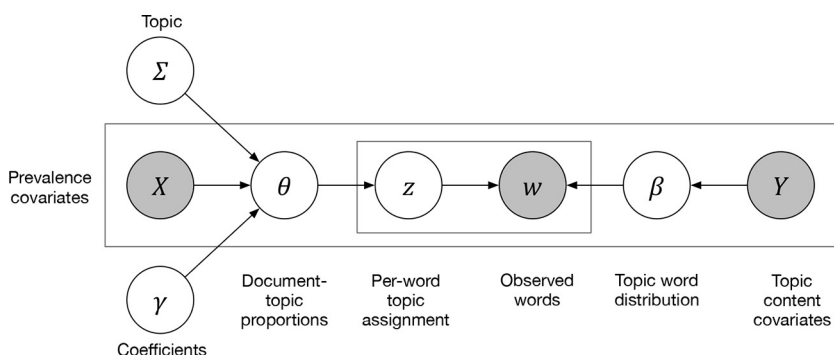 Topic
Σ
Prevalence
covariates
X
θ
z
w
β
Y
γ
Coefficients
Document-
topic
proportions
Per-word
topic
assignment
Observed
words
Topic word
distribution
Topic
content
covariates